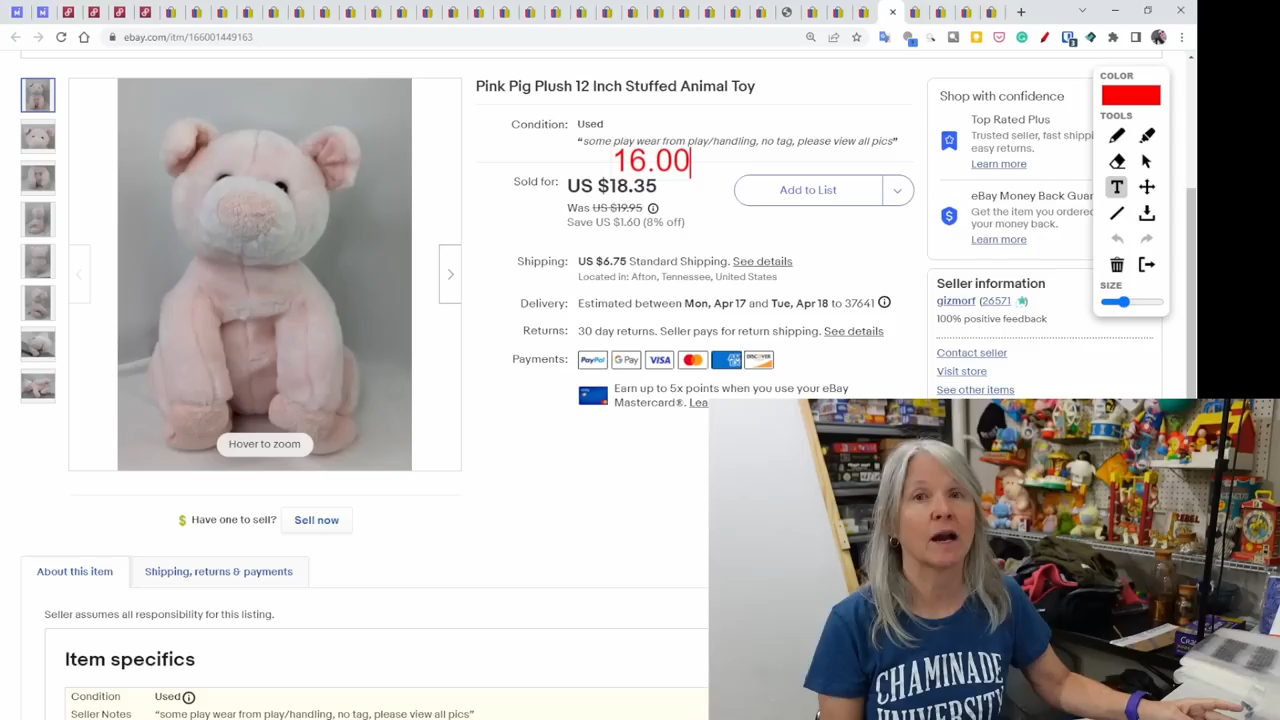 ebay.com/itm/166001449163
Pink Pig Plush 12 Inch Stuffed Animal Toy
Condition: Used
“some play wear from play/handling, no tag, please view all pics”
16.00
Sold for: US $18.35
Was US $19.95
Save US $1.60 (8% off)
Add to List
Shipping: US $6.75 Standard Shipping. See details
Located in: Afton, Tennessee, United States
Delivery: Estimated between Mon, Apr 17 and Tue, Apr 18 to 37641
Returns: 30 day returns. Seller pays for return shipping. See details
Payments: PayPal G Pay VISA DISCOVER
Earn up to 5x points when you use your eBay
Mastercard®. Lea
Hover to zoom
Have one to sell? Sell now
Shop with confidence
Top Rated Plus
Trusted seller, fast shippi
easy returns.
Learn more
eBay Money Back Guar
Get the item you ordered
your money back.
Learn more
Seller information
gizmorf (26571)
100% positive feedback
Contact seller
Visit store
See other items
COLOR
TOOLS
T
SIZE
About this item
Shipping, returns & payments
Seller assumes all responsibility for this listing.
Item specifics
Condition Used
Seller Notes “some play wear from play/handling, no tag, please view all pics”
CHAMINADE
UNIVERSITY